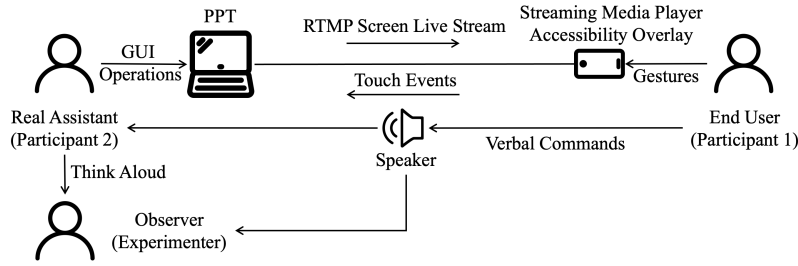 PPT
RTMP Screen Live Stream
Streaming Media Player
Accessibility Overlay
GUI
Operations
Gestures
Touch Events
Real Assistant
(Participant 2)
Speaker
Verbal Commands
End User
(Participant 1)
Think Aloud
Observer
(Experimenter)